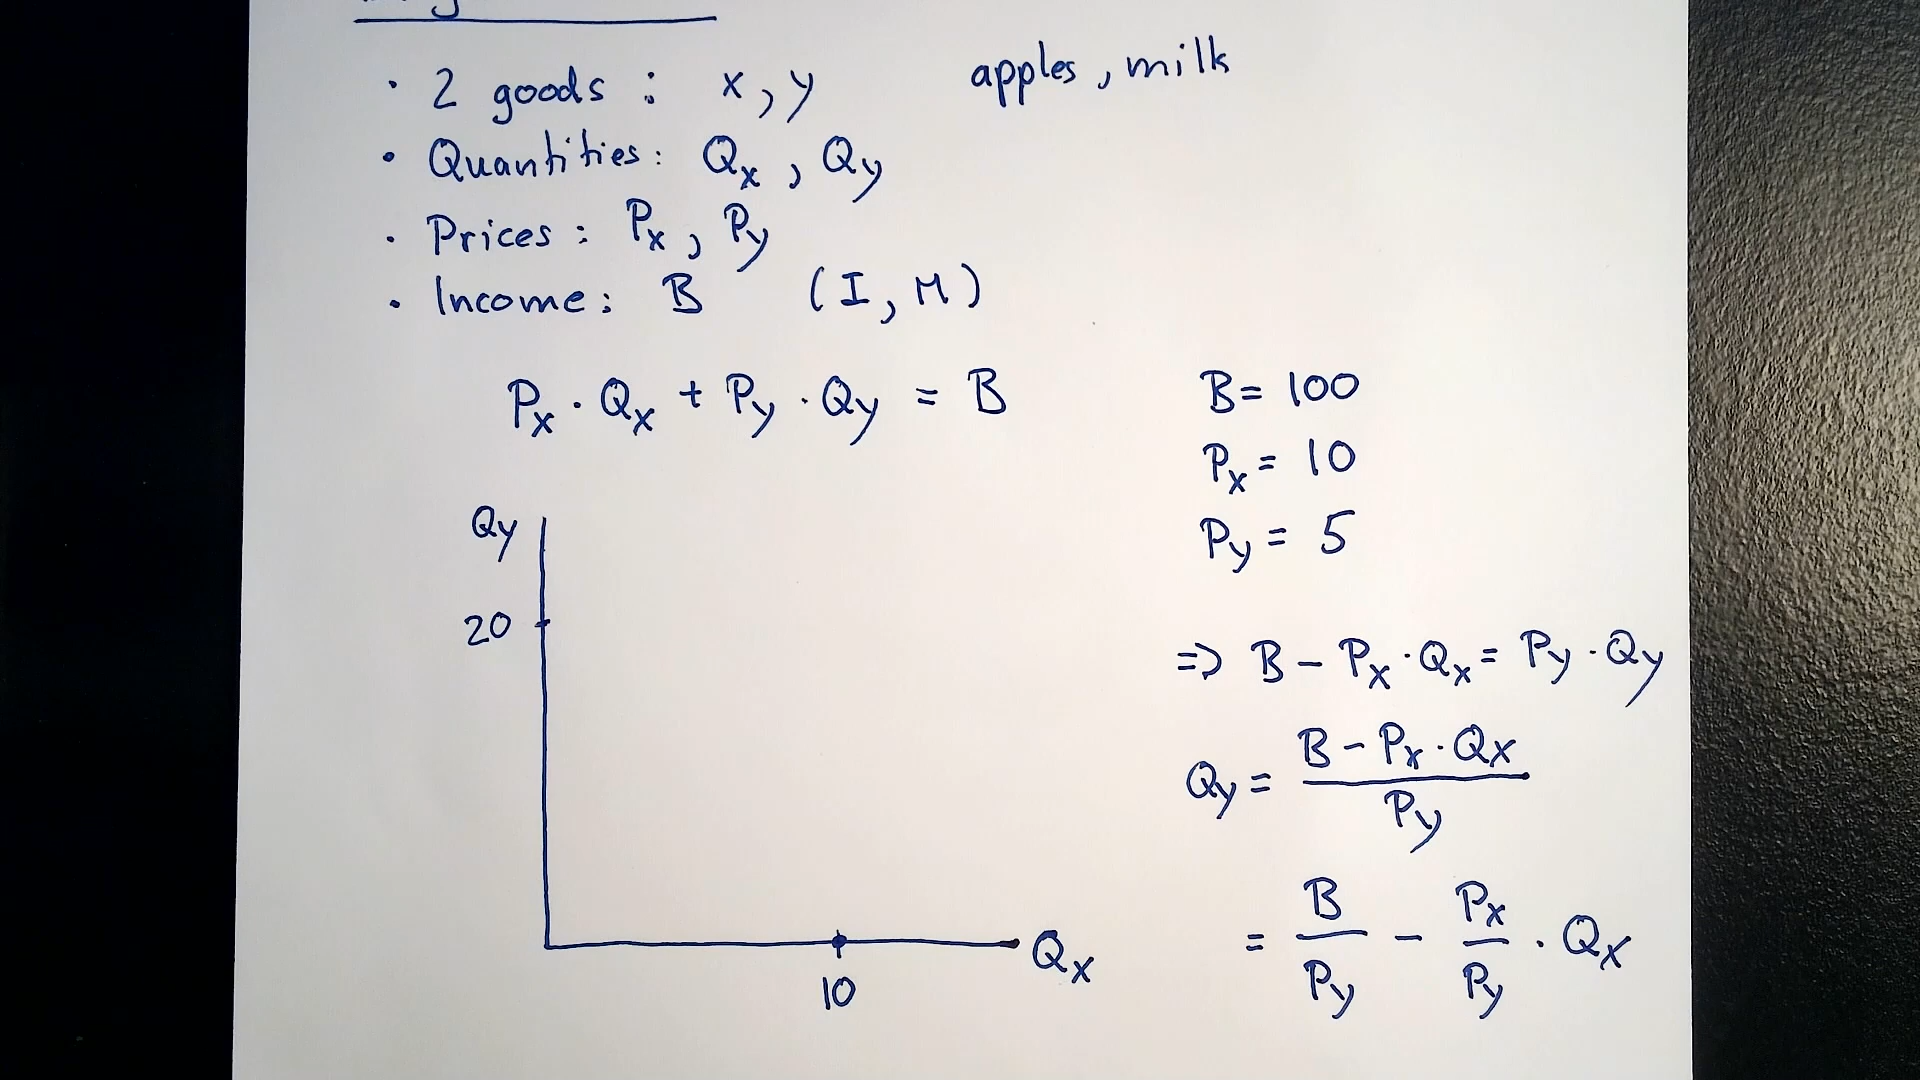 · 2 goods : x, y apples, milk
· Quantities: Qx, Qy
· Prices: Px, Py
· Income: B (I, M)
Px · Qx + Py · Qy = B
B = 100
Px = 10
Py = 5
Qy
20
10
Qx
=> B - Px · Qx = Py · Qy
Qy = (B - Px · Qx) / Py
= B/Py - Px/Py · Qx